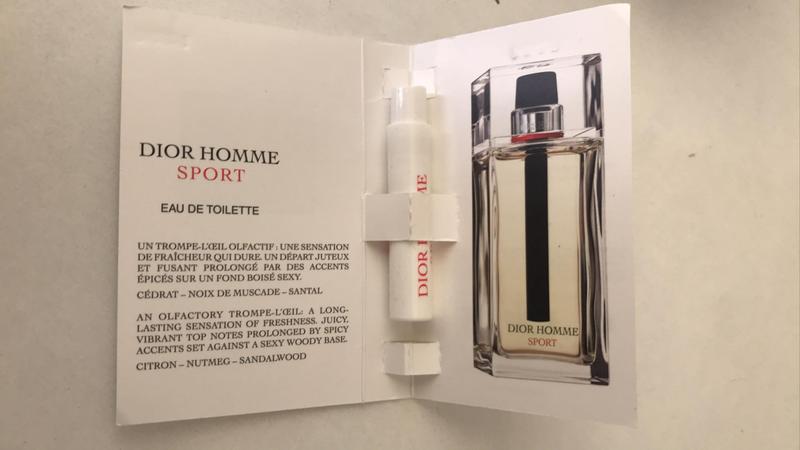 DIOR HOMME
SPORT
EAU DE TOILETTE
UN TROMPE-L'ŒIL OLFACTIF : UNE SENSATION
DE FRAÎCHEUR QUI DURE. UN DÉPART JUTEUX
ET FUSANT PROLONGÉ PAR DES ACCENTS
ÉPICÉS SUR UN FOND BOISÉ SEXY.
CÉDRAT – NOIX DE MUSCADE – SANTAL
AN OLFACTORY TROMPE-L'ŒIL: A LONG-
LASTING SENSATION OF FRESHNESS. JUICY,
VIBRANT TOP NOTES PROLONGED BY SPICY
ACCENTS SET AGAINST A SEXY WOODY BASE.
CITRON – NUTMEG – SANDALWOOD
DIOR
DIOR HOMME
SPORT